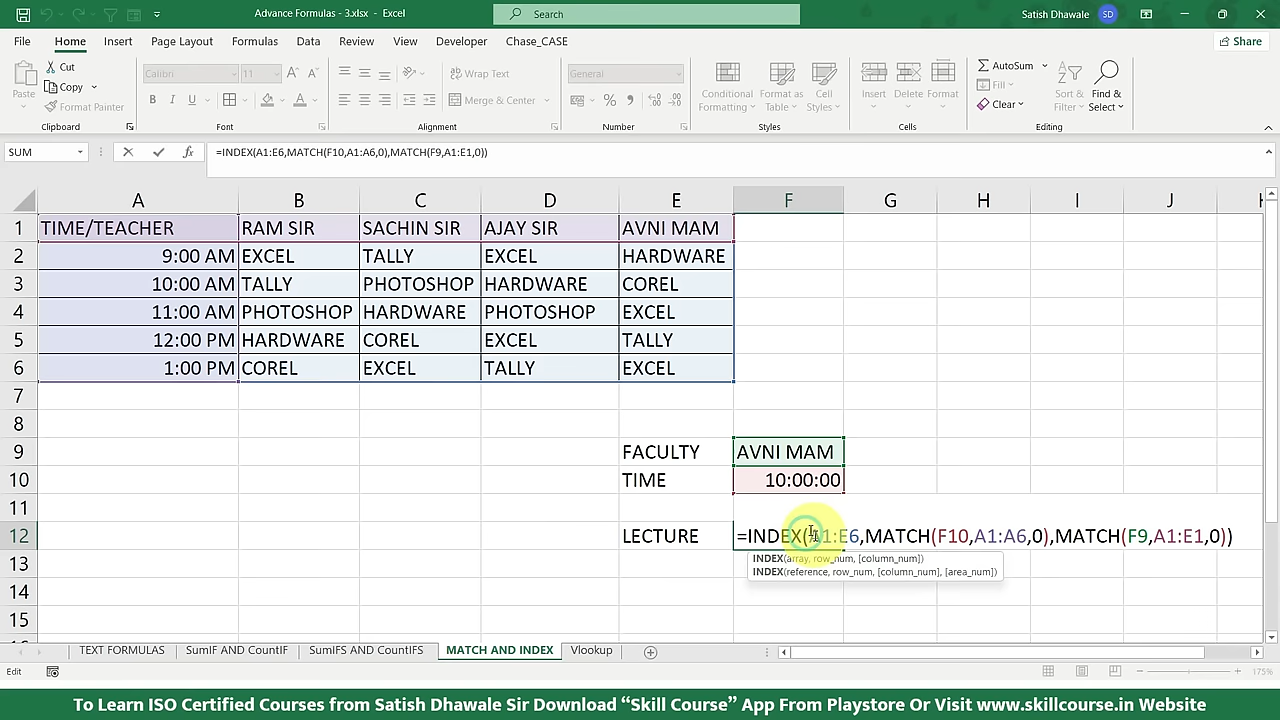 Advance Formulas - 3.xlsx - Excel
Search
Satish Dhawale SD
File Home Insert Page Layout Formulas Data Review View Developer Chase_CASE Share
Paste Cut Copy Format Painter
Clipboard
Calibri 11
B I U
Font
Wrap Text
Merge & Center
Alignment
General
Number
Conditional Formatting Format as Table Cell Styles
Styles
Insert Delete Format
Cells
AutoSum Fill Clear Sort & Filter Find & Select
Editing
SUM fx =INDEX(A1:E6,MATCH(F10,A1:A6,0),MATCH(F9,A1:E1,0))
A B C D E F G H I J
1 TIME/TEACHER RAM SIR SACHIN SIR AJAY SIR AVNI MAM
2 9:00 AM EXCEL TALLY EXCEL HARDWARE
3 10:00 AM TALLY PHOTOSHOP HARDWARE COREL
4 11:00 AM PHOTOSHOP HARDWARE PHOTOSHOP EXCEL
5 12:00 PM HARDWARE COREL EXCEL TALLY
6 1:00 PM COREL EXCEL TALLY EXCEL
7
8
9 FACULTY AVNI MAM
10 TIME 10:00:00
11
12 LECTURE =INDEX(A1:E6,MATCH(F10,A1:A6,0),MATCH(F9,A1:E1,0))
INDEX(array, row_num, [column_num])
13
INDEX(reference, row_num, [column_num], [area_num])
14
15
TEXT FORMULAS SumIF AND CountIF SumIFS AND CountIFS MATCH AND INDEX Vlookup
Edit 175%
To Learn ISO Certified Courses from Satish Dhawale Sir Download “Skill Course” App From Playstore Or Visit www.skillcourse.in Website